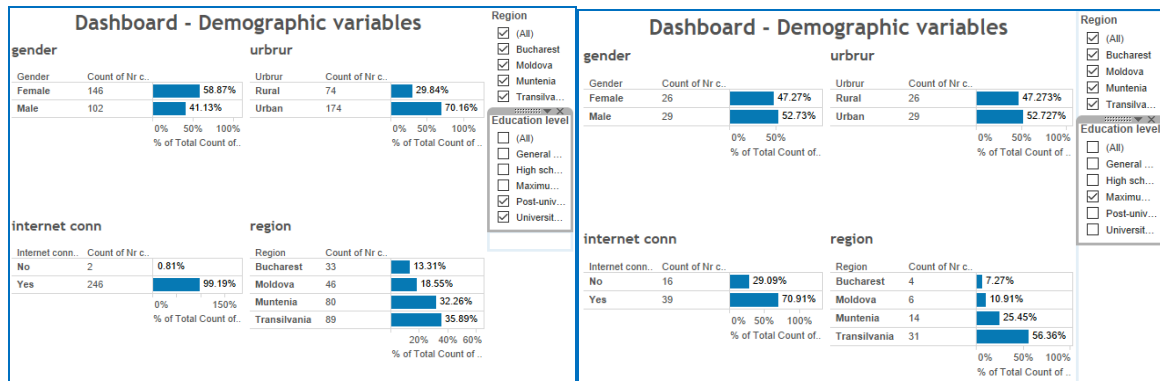 Dashboard - Demographic variables
gender
Gender Count of Nr c..
Female 146 58.87%
Male 102 41.13%
0% 50% 100%
% of Total Count of..
urbrur
Urbrur Count of Nr c..
Rural 74 29.84%
Urban 174 70.16%
0% 50% 100%
% of Total Count of ..
internet conn
Internet conn.. Count of Nr c..
No 2 0.81%
Yes 246 99.19%
0% 150%
% of Total Count of..
region
Region Count of Nr c..
Bucharest 33 13.31%
Moldova 46 18.55%
Muntenia 80 32.26%
Transilvania 89 35.89%
20% 40% 60%
% of Total Count of ..
Region
(All)
Bucharest
Moldova
Muntenia
Transilva...
Education level
(All)
General ...
High sch...
Maximu...
Post-univ...
Universit...
Dashboard - Demographic variables
gender
Gender Count of Nr c..
Female 26 47.27%
Male 29 52.73%
0% 50%
% of Total Count of..
urbrur
Urbrur Count of Nr c..
Rural 26 47.273%
Urban 29 52.727%
0% 50% 100%
% of Total Count of ..
internet conn
Internet conn.. Count of Nr c..
No 16 29.09%
Yes 39 70.91%
0% 50% 100%
% of Total Count of..
region
Region Count of Nr c..
Bucharest 4 7.27%
Moldova 6 10.91%
Muntenia 14 25.45%
Transilvania 31 56.36%
0% 50% 100%
% of Total Count of ..
Region
(All)
Bucharest
Moldova
Muntenia
Transilva...
Education level
(All)
General ...
High sch...
Maximu...
Post-univ...
Universit...